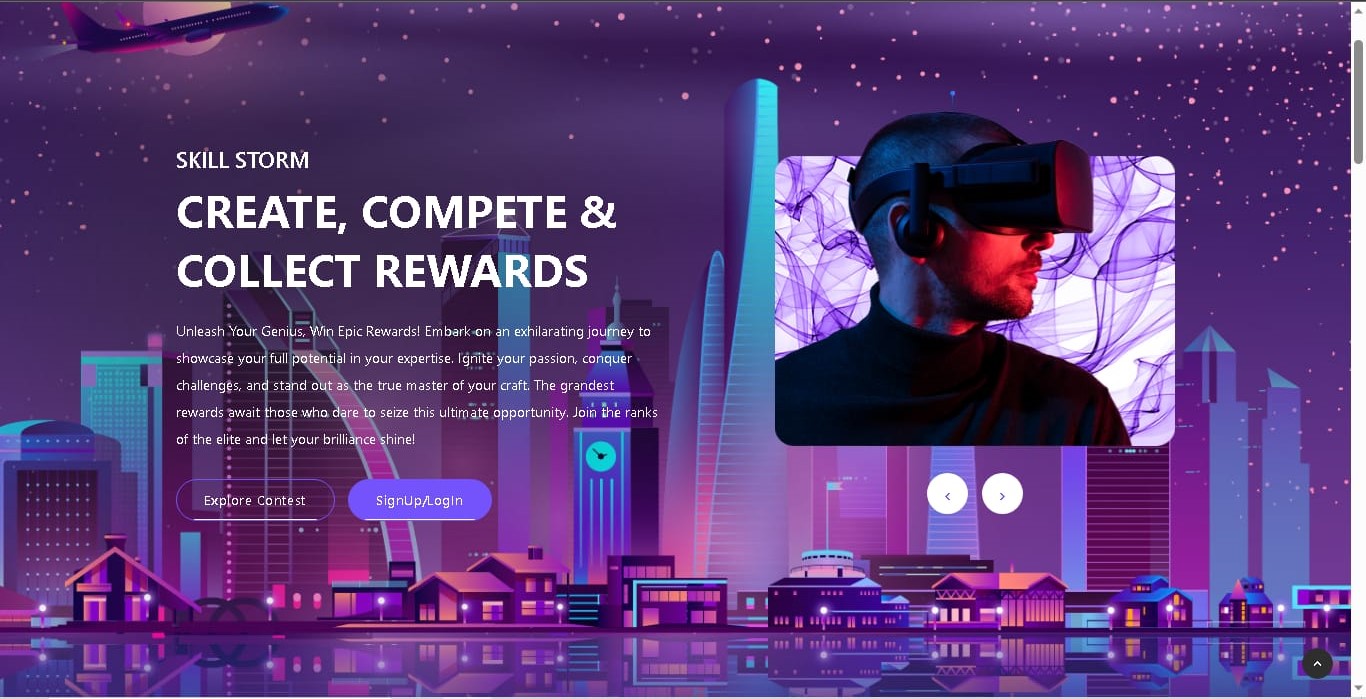 SKILL STORM
CREATE, COMPETE &
COLLECT REWARDS
Unleash Your Genius, Win Epic Rewards! Embark on an exhilarating journey to
showcase your full potential in your expertise. Ignite your passion, conquer
challenges, and stand out as the true master of your craft. The grandest
rewards await those who dare to seize this ultimate opportunity. Join the ranks
of the elite and let your brilliance shine!
Explore Contest
SignUp/LogIn